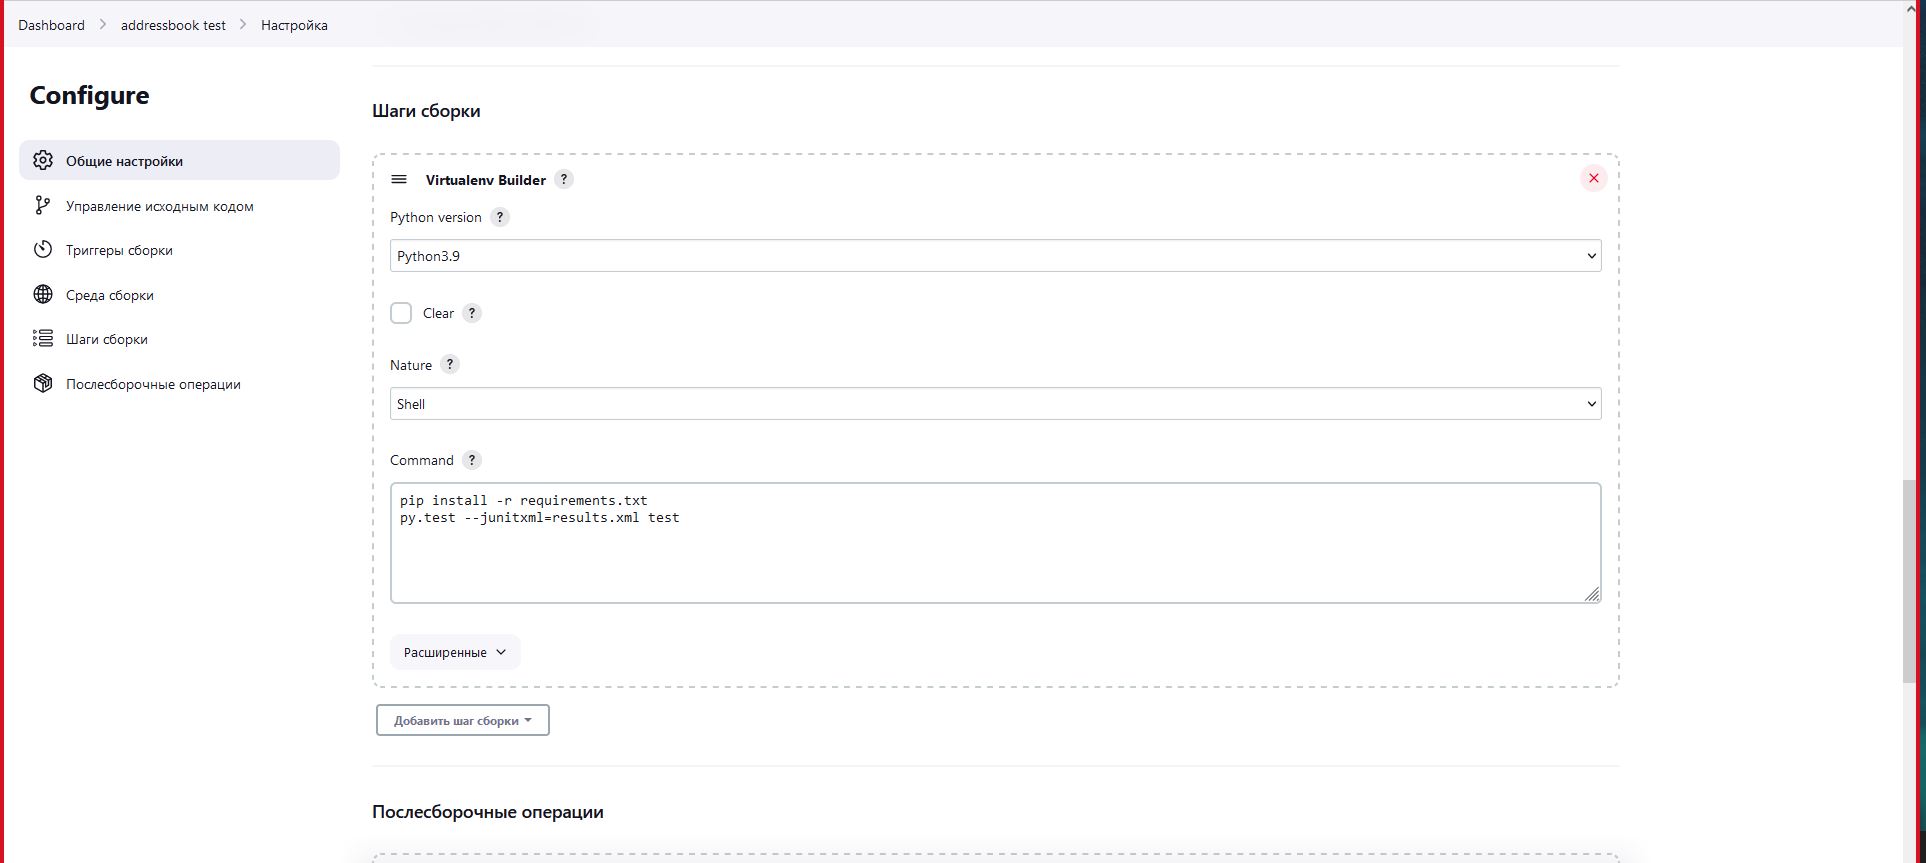 Dashboard > addressbook test > Настройка
Configure
Общие настройки
Управление исходным кодом
Триггеры сборки
Среда сборки
Шаги сборки
Послесборочные операции
Шаги сборки
Virtualenv Builder ?
Python version ?
Python3.9
Clear ?
Nature ?
Shell
Command ?
pip install -r requirements.txt
py.test --junitxml=results.xml test
Расширенные
Добавить шаг сборки
Послесборочные операции